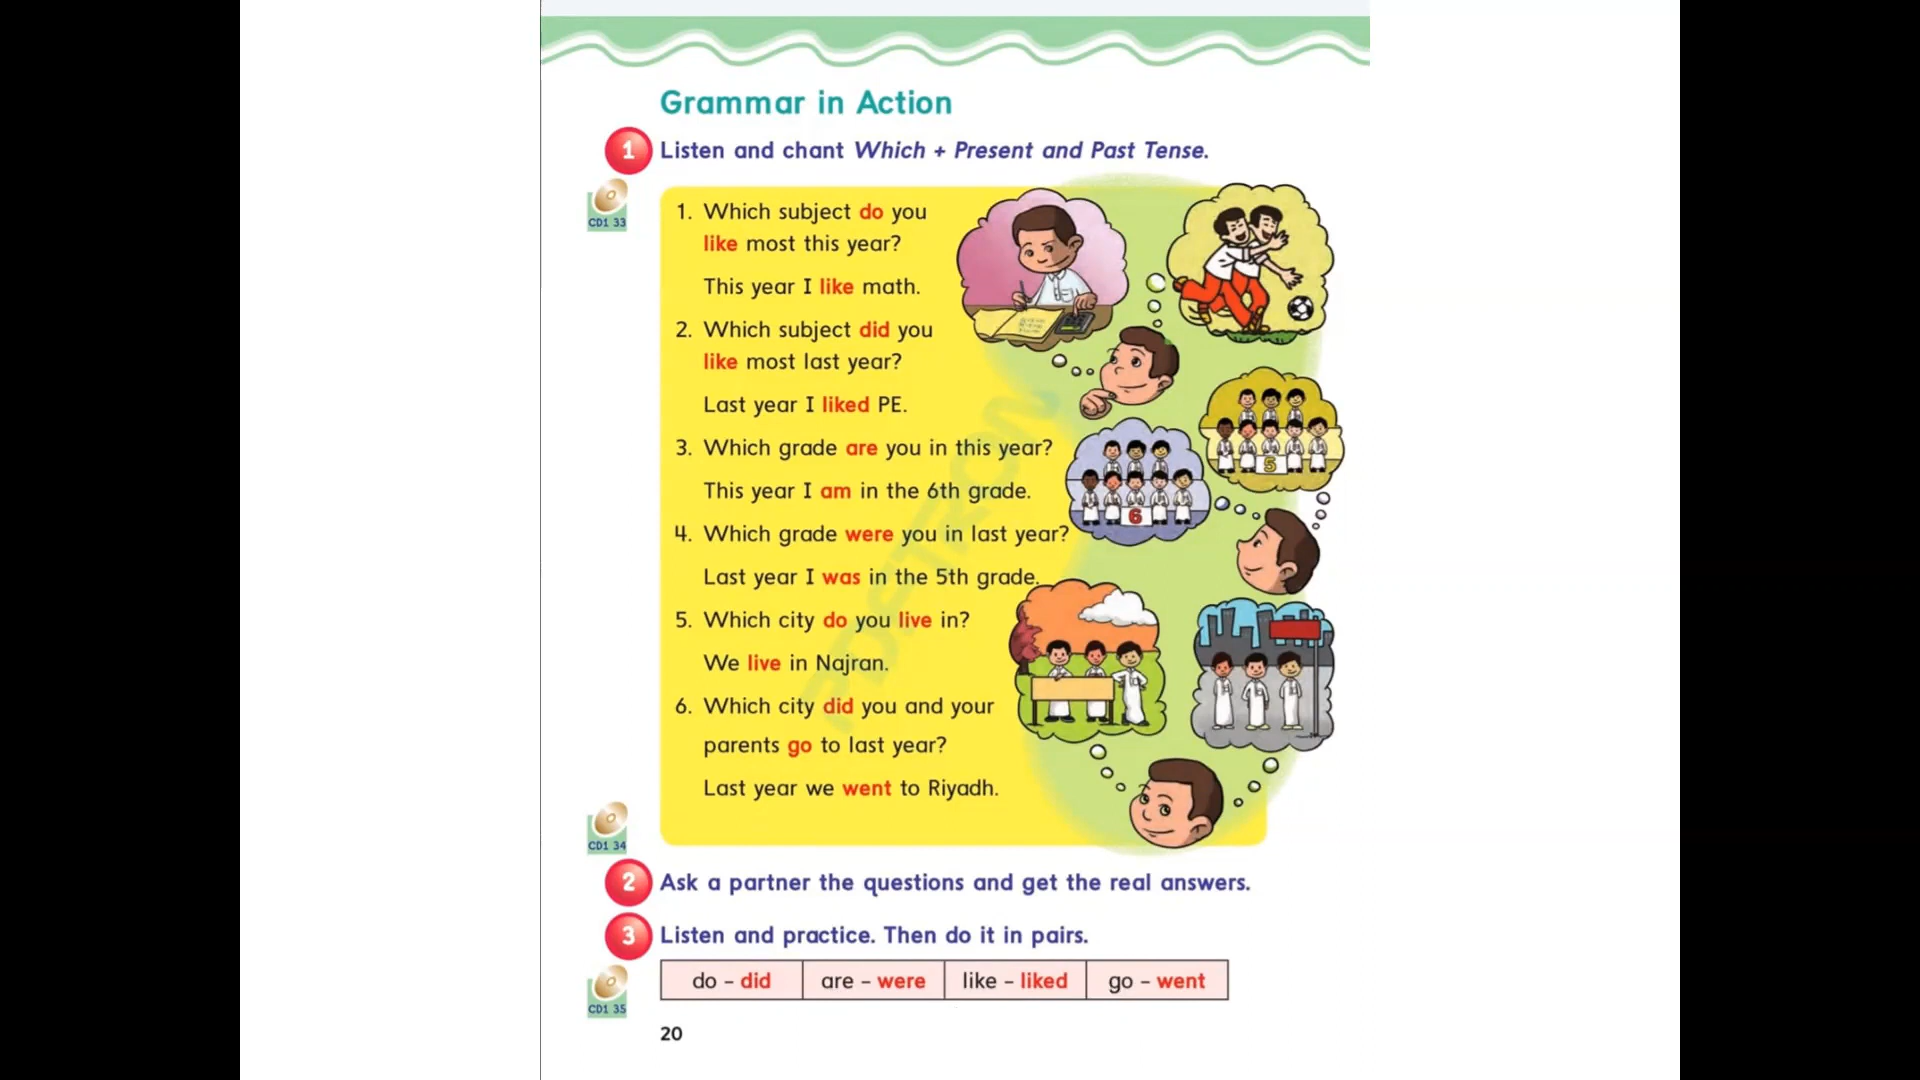 Grammar in Action
1 Listen and chant Which + Present and Past Tense.
CD1 33
1. Which subject do you
like most this year?
This year I like math.
2. Which subject did you
like most last year?
Last year I liked PE.
3. Which grade are you in this year?
This year I am in the 6th grade.
4. Which grade were you in last year?
Last year I was in the 5th grade.
5. Which city do you live in?
We live in Najran.
6. Which city did you and your
parents go to last year?
Last year we went to Riyadh.
5
6
PDFTRON
CD1 34
2 Ask a partner the questions and get the real answers.
3 Listen and practice. Then do it in pairs.
CD1 35
do – did
are – were
like – liked
go – went
20